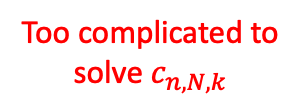 Too complicated to
solve $c_{n,N,k}$